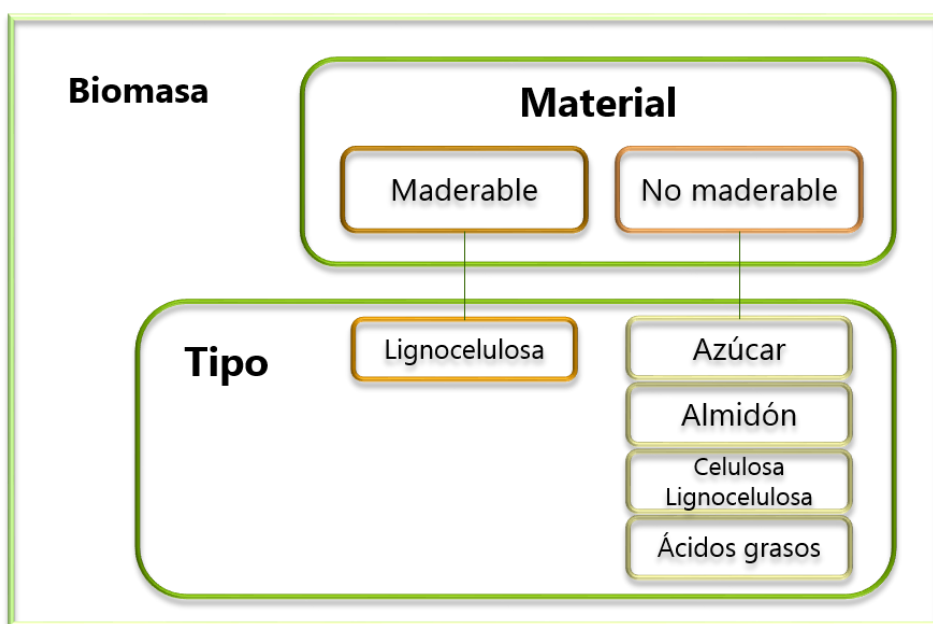 Biomasa
Material
Maderable
No maderable
Tipo
Lignocelulosa
Azúcar
Almidón
Celulosa
Lignocelulosa
Ácidos grasos